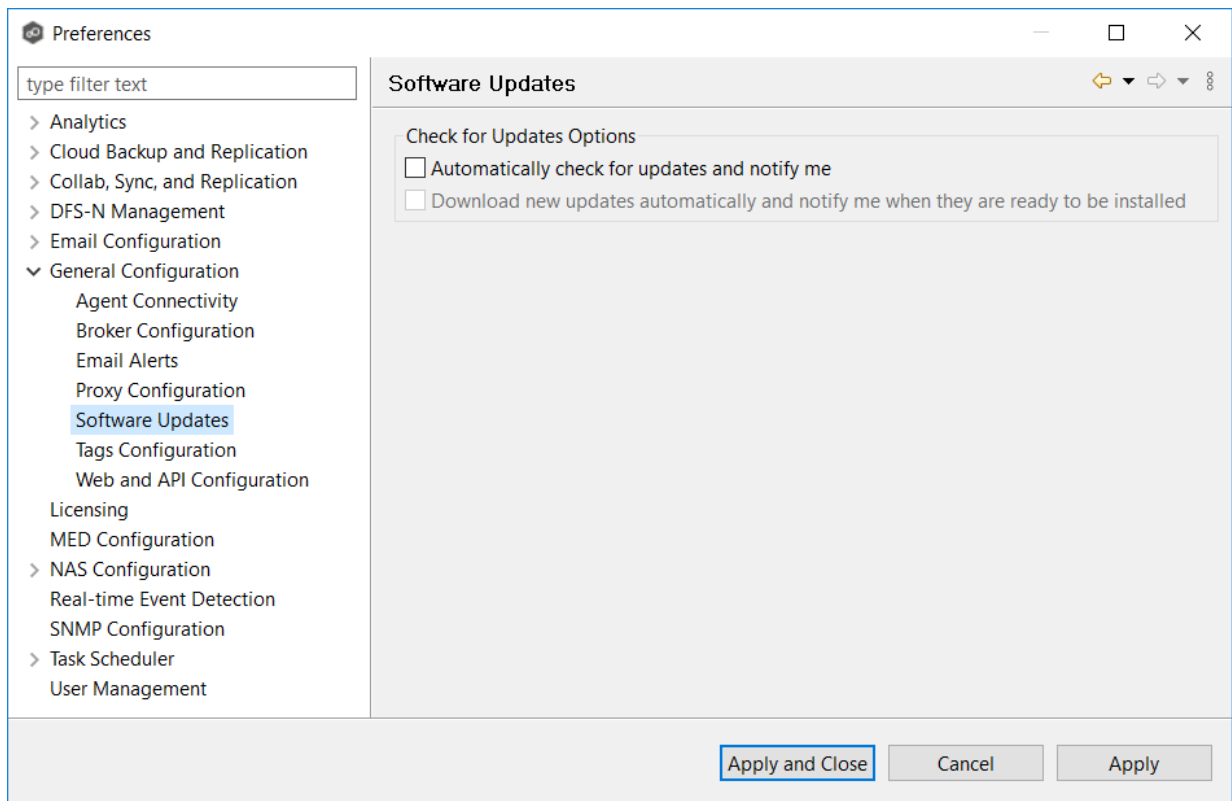 Preferences
type filter text
Analytics
Cloud Backup and Replication
Collab, Sync, and Replication
DFS-N Management
Email Configuration
General Configuration
Agent Connectivity
Broker Configuration
Email Alerts
Proxy Configuration
Software Updates
Tags Configuration
Web and API Configuration
Licensing
MED Configuration
NAS Configuration
Real-time Event Detection
SNMP Configuration
Task Scheduler
User Management
Software Updates
Check for Updates Options
Automatically check for updates and notify me
Download new updates automatically and notify me when they are ready to be installed
Apply and Close
Cancel
Apply